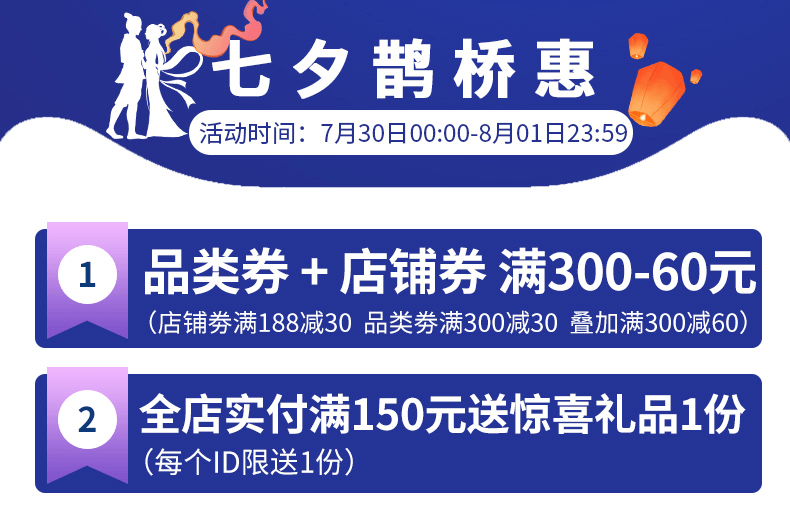 七夕鹊桥惠
活动时间：7月30日00:00-8月01日23:59
1
品类券 + 店铺券 满300-60元
（店铺券满188减30 品类券满300减30 叠加满300减60）
2
全店实付满150元送惊喜礼品1份
（每个ID限送1份）